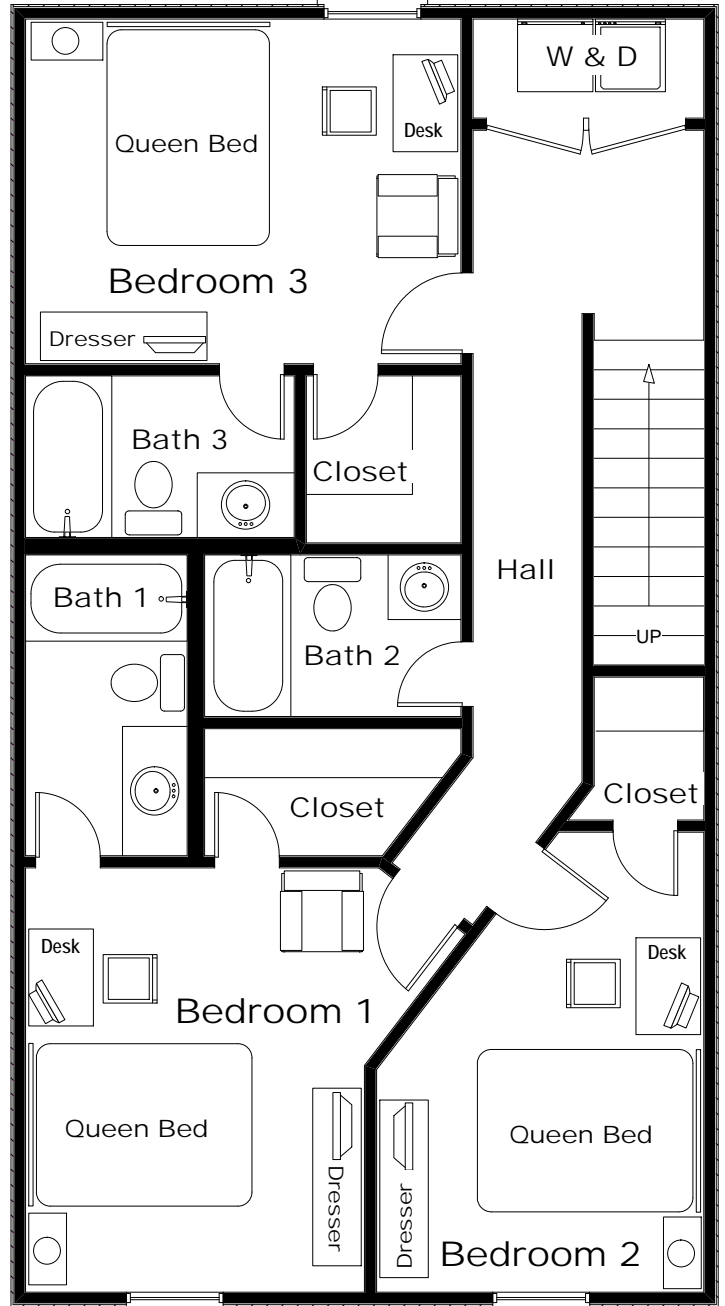 W & D
Queen Bed
Desk
Bedroom 3
Dresser
Bath 3
Closet
Hall
Bath 1
Bath 2
UP
Closet
Closet
Desk
Desk
Bedroom 1
Queen Bed
Queen Bed
Dresser
Dresser
Bedroom 2